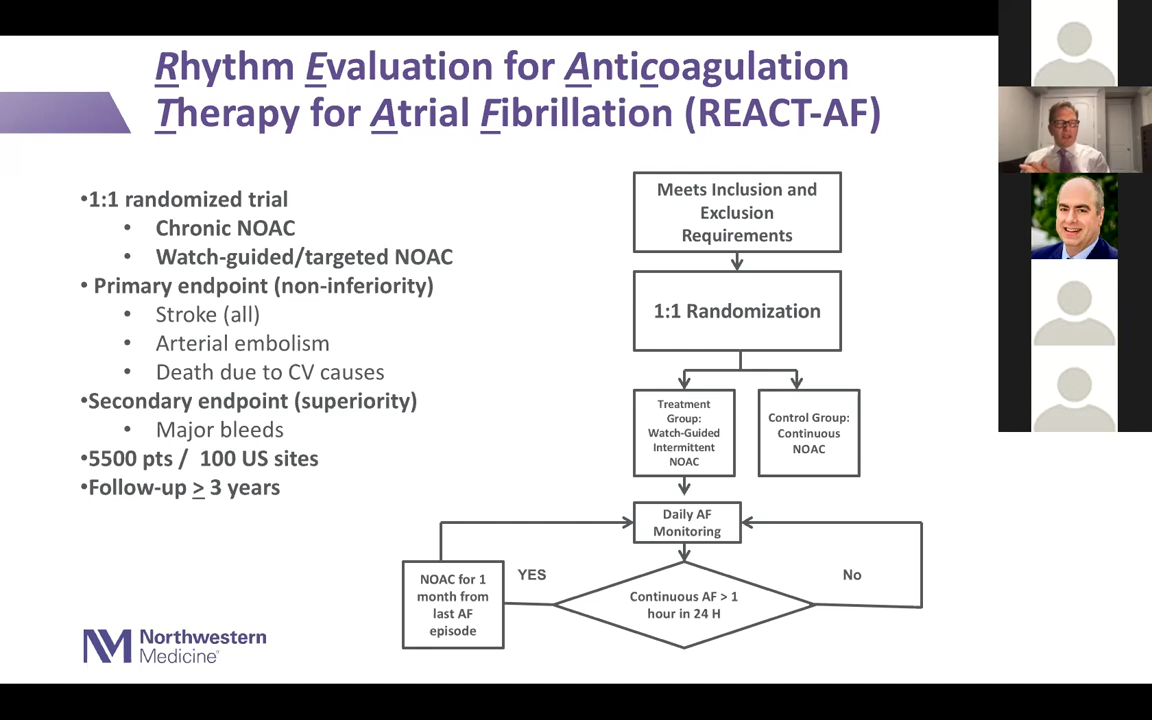 Rhythm Evaluation for Anticoagulation
Therapy for Atrial Fibrillation (REACT-AF)
•1:1 randomized trial
• Chronic NOAC
• Watch-guided/targeted NOAC
• Primary endpoint (non-inferiority)
• Stroke (all)
• Arterial embolism
• Death due to CV causes
•Secondary endpoint (superiority)
• Major bleeds
•5500 pts / 100 US sites
•Follow-up > 3 years
Meets Inclusion and
Exclusion
Requirements
1:1 Randomization
Treatment
Group:
Watch-Guided
Intermittent
NOAC
Control Group:
Continuous
NOAC
Daily AF
Monitoring
Continuous AF > 1
hour in 24 H
YES
No
NOAC for 1
month from
last AF
episode
NM
Northwestern
Medicine®